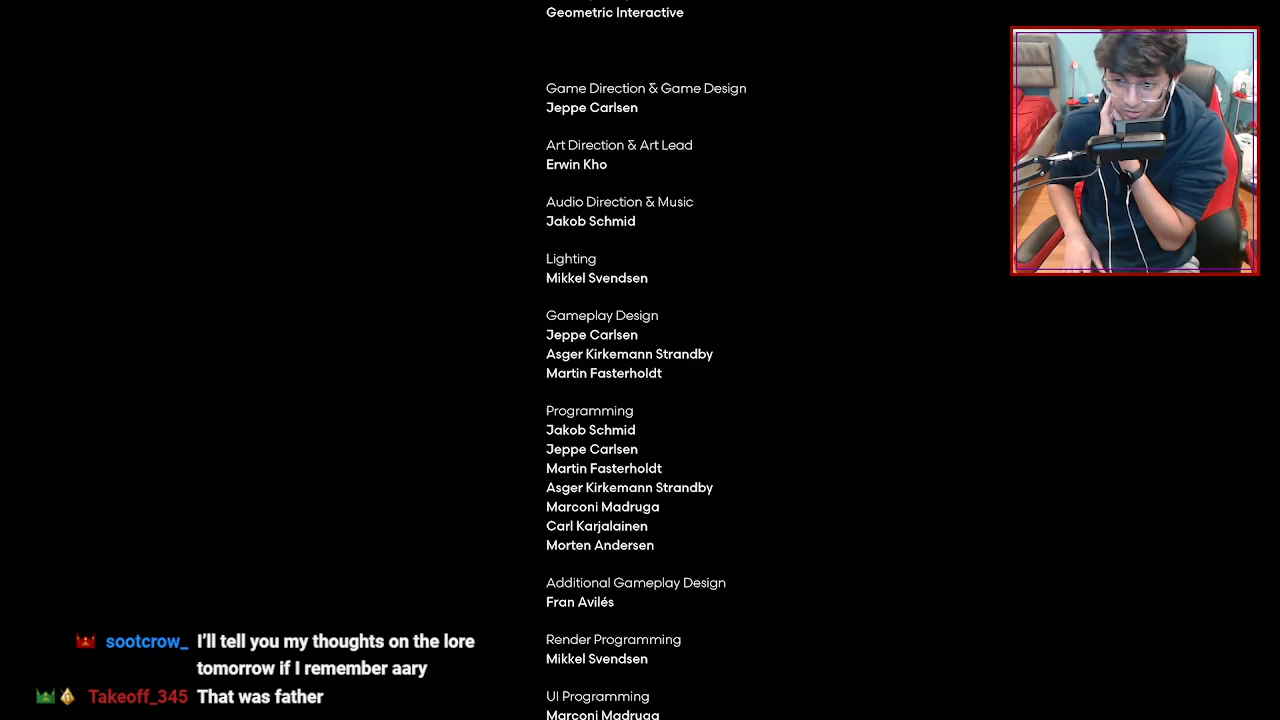 Geometric Interactive
Game Direction & Game Design
Jeppe Carlsen
Art Direction & Art Lead
Erwin Kho
Audio Direction & Music
Jakob Schmid
Lighting
Mikkel Svendsen
Gameplay Design
Jeppe Carlsen
Asger Kirkemann Strandby
Martin Fasterholdt
Programming
Jakob Schmid
Jeppe Carlsen
Martin Fasterholdt
Asger Kirkemann Strandby
Marconi Madruga
Carl Karjalainen
Morten Andersen
Additional Gameplay Design
Fran Avilés
Render Programming
Mikkel Svendsen
UI Programming
Marconi Madruga
sootcrow_ I'll tell you my thoughts on the lore
tomorrow if I remember aary
Takeoff_345 That was father